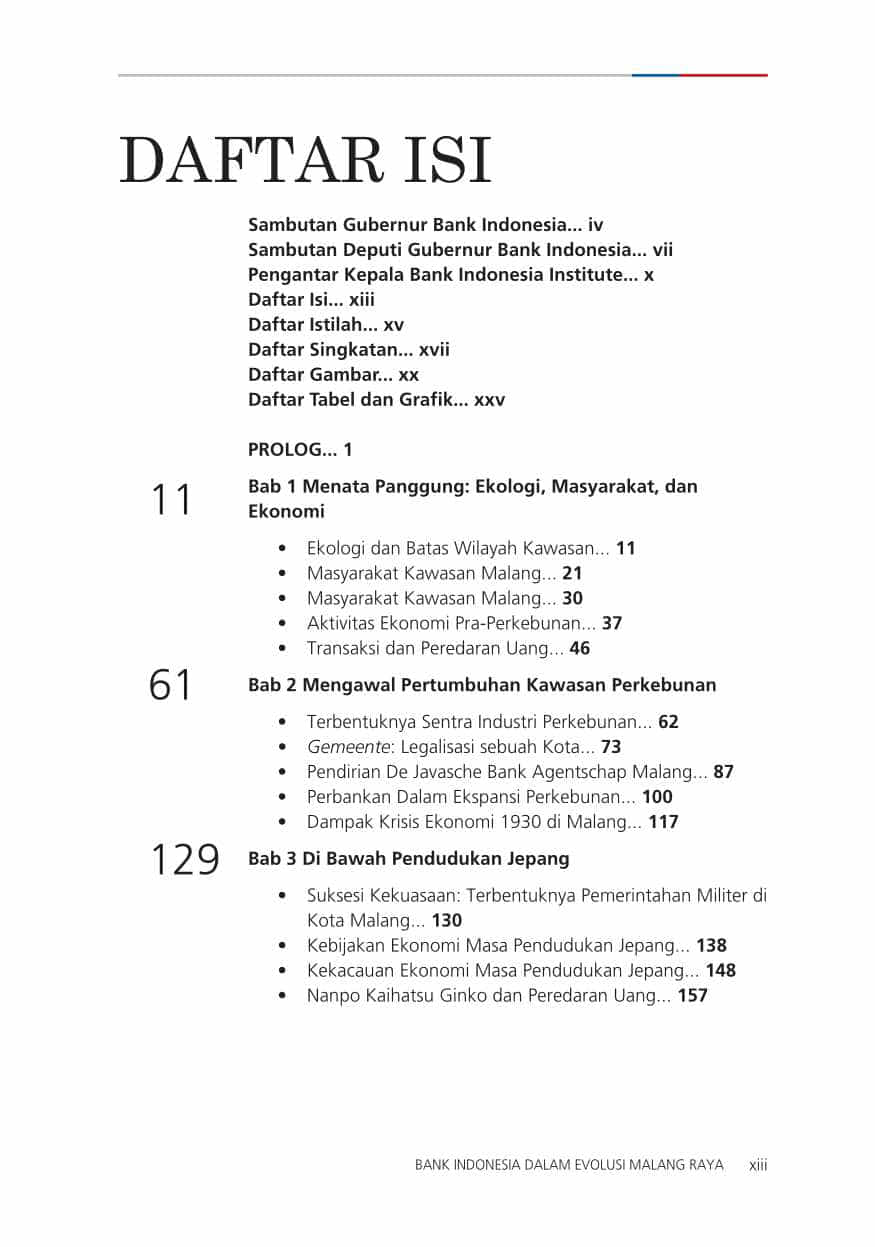 DAFTAR ISI
Sambutan Gubernur Bank Indonesia... iv
Sambutan Deputi Gubernur Bank Indonesia... vii
Pengantar Kepala Bank Indonesia Institute... x
Daftar Isi... xiii
Daftar Istilah... xv
Daftar Singkatan... xvii
Daftar Gambar... xx
Daftar Tabel dan Grafik... xxv
PROLOG... 1
11
Bab 1 Menata Panggung: Ekologi, Masyarakat, dan
Ekonomi
• Ekologi dan Batas Wilayah Kawasan... 11
• Masyarakat Kawasan Malang... 21
• Masyarakat Kawasan Malang... 30
• Aktivitas Ekonomi Pra-Perkebunan... 37
• Transaksi dan Peredaran Uang... 46
61
Bab 2 Mengawal Pertumbuhan Kawasan Perkebunan
• Terbentuknya Sentra Industri Perkebunan... 62
• Gemeente: Legalisasi sebuah Kota... 73
• Pendirian De Javasche Bank Agentschap Malang... 87
• Perbankan Dalam Ekspansi Perkebunan... 100
• Dampak Krisis Ekonomi 1930 di Malang... 117
129
Bab 3 Di Bawah Pendudukan Jepang
• Suksesi Kekuasaan: Terbentuknya Pemerintahan Militer di
Kota Malang... 130
• Kebijakan Ekonomi Masa Pendudukan Jepang... 138
• Kekacauan Ekonomi Masa Pendudukan Jepang... 148
• Nanpo Kaihatsu Ginko dan Peredaran Uang... 157
BANK INDONESIA DALAM EVOLUSI MALANG RAYA xiii